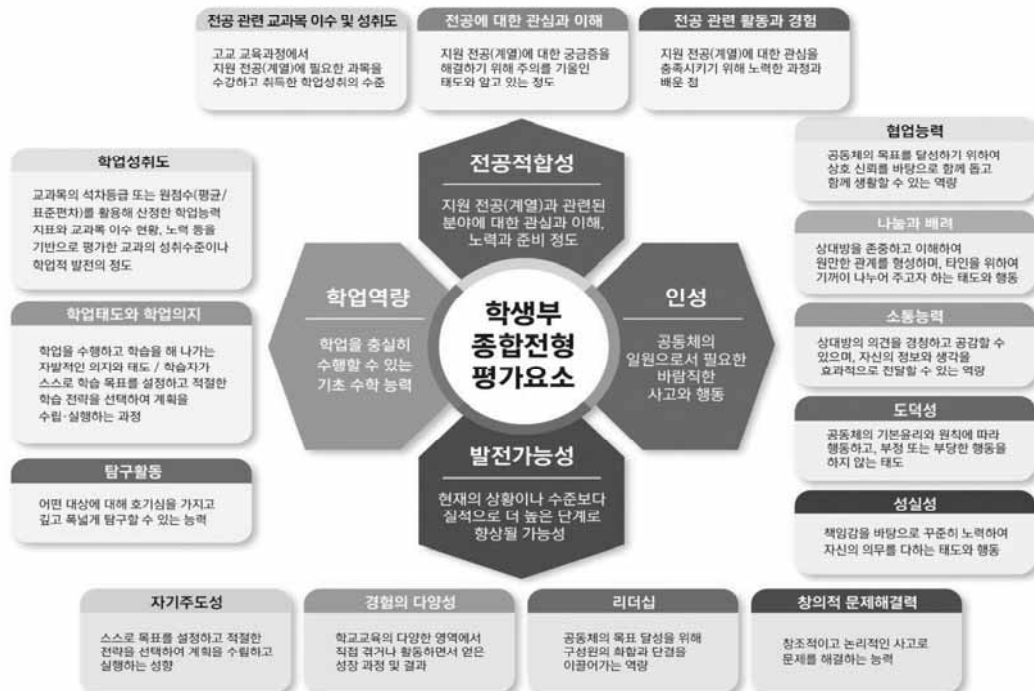 전공 관련 교과목 이수 및 성취도
고교 교육과정에서
지원 전공(계열)에 필요한 과목을
수강하고 취득한 학업성취의 수준
전공에 대한 관심과 이해
지원 전공(계열)에 대한 궁금증을
해결하기 위해 주의를 기울인
태도와 알고 있는 정도
전공 관련 활동과 경험
지원 전공(계열)에 대한 관심을
충족시키기 위해 노력한 과정과
배운 점
학업성취도
교과목의 석차등급 또는 원점수(평균/
표준편차)를 활용해 산정한 학업능력
지표와 교과목 이수 현황, 노력 등을
기반으로 평가한 교과의 성취수준이나
학업적 발전의 정도
학업태도와 학업의지
학업을 수행하고 학습을 해 나가는
자발적인 의지와 태도 / 학습자가
스스로 학습 목표를 설정하고 적절한
학습 전략을 선택하여 계획을
수립·실행하는 과정
탐구활동
어떤 대상에 대해 호기심을 가지고
깊고 폭넓게 탐구할 수 있는 능력
전공적합성
지원 전공(계열)과 관련된
분야에 대한 관심과 이해,
노력과 준비 정도
학업역량
학업을 충실히
수행할 수 있는
기초 수학 능력
학생부
종합전형
평가요소
인성
공동체의
일원으로서 필요한
바람직한
사고와 행동
발전가능성
현재의 상황이나 수준보다
질적으로 더 높은 단계로
향상될 가능성
협업능력
공동체의 목표를 달성하기 위하여
상호 신뢰를 바탕으로 함께 돕고
함께 생활할 수 있는 역량
나눔과 배려
상대방을 존중하고 이해하여
원만한 관계를 형성하며, 타인을 위하여
기꺼이 나누어 주고자 하는 태도와 행동
소통능력
상대방의 의견을 경청하고 공감할 수
있으며, 자신의 정보와 생각을
효과적으로 전달할 수 있는 역량
도덕성
공동체의 기본윤리와 원칙에 따라
행동하고, 부정 또는 부당한 행동을
하지 않는 태도
성실성
책임감을 바탕으로 꾸준히 노력하여
자신의 의무를 다하는 태도와 행동
자기주도성
스스로 목표를 설정하고 적절한
전략을 선택하여 계획을 수립하고
실행하는 성향
경험의 다양성
학교교육의 다양한 영역에서
직접 겪거나 활동하면서 얻은
성장 과정 및 결과
리더십
공동체의 목표 달성을 위해
구성원의 화합과 단결을
이끌어가는 역량
창의적 문제해결력
창조적이고 논리적인 사고로
문제를 해결하는 능력